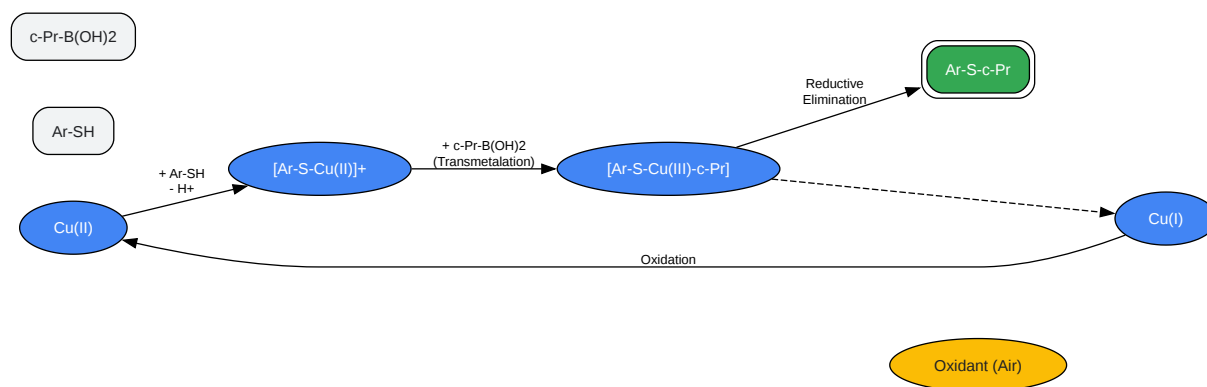 c-Pr-B(OH)2
Ar-SH
Cu(II)
+ Ar-SH
- H+
[Ar-S-Cu(II)]+
+ c-Pr-B(OH)2
(Transmetalation)
[Ar-S-Cu(III)-c-Pr]
Reductive
Elimination
Ar-S-c-Pr
Cu(I)
Oxidation
Oxidant (Air)